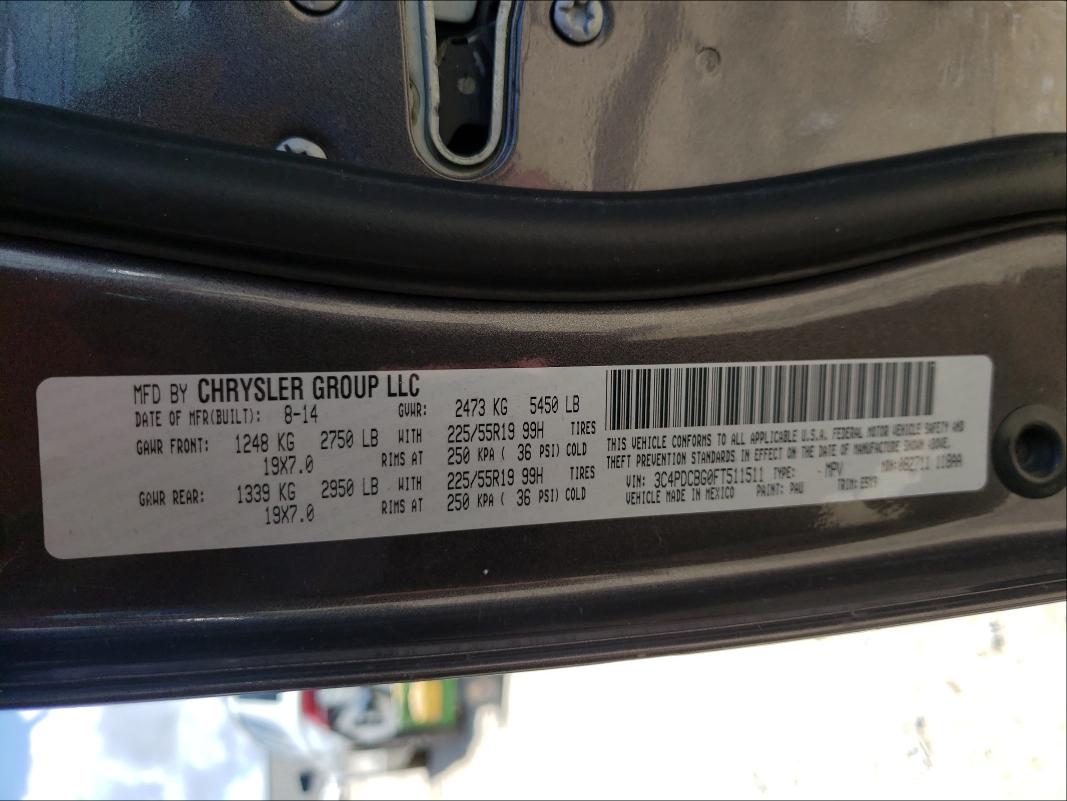 MFD BY CHRYSLER GROUP LLC
DATE OF MFR(BUILT): 8-14 GVWR: 2473 KG 5450 LB
GAWR FRONT: 1248 KG 2750 LB WITH 225/55R19 99H TIRES
19X7.0 RIMS AT 250 KPA ( 36 PSI) COLD
GAWR REAR: 1339 KG 2950 LB WITH 225/55R19 99H TIRES
19X7.0 RIMS AT 250 KPA ( 36 PSI) COLD
THIS VEHICLE CONFORMS TO ALL APPLICABLE U.S.A. FEDERAL MOTOR VEHICLE SAFETY AND
THEFT PREVENTION STANDARDS IN EFFECT ON THE DATE OF MANUFACTURE SHOWN ABOVE.
VIN: 3C4PDCBG0FT511511 TYPE: MPV MDH: 082711 118AA
VEHICLE MADE IN MEXICO PAINT: PAU TRIM: